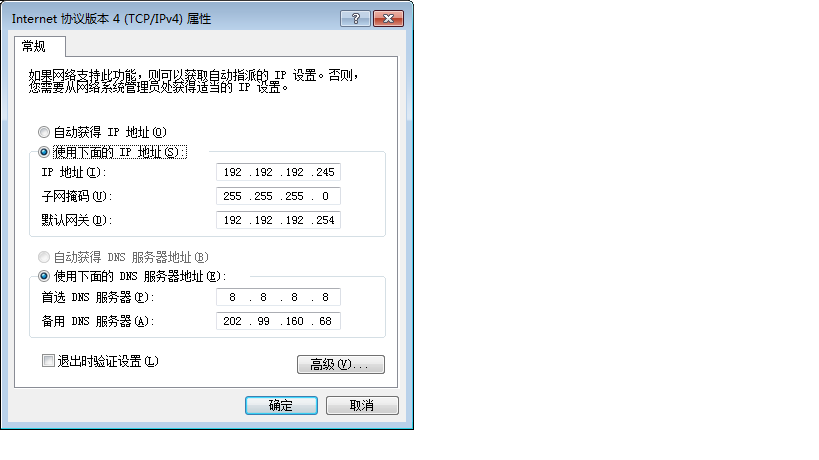 Internet 协议版本 4 (TCP/IPv4) 属性
常规
如果网络支持此功能，则可以获取自动指派的 IP 设置。否则，
您需要从网络系统管理员处获得适当的 IP 设置。
自动获得 IP 地址(O)
使用下面的 IP 地址(S):
IP 地址(I): 192 .192 .192 .245
子网掩码(U): 255 .255 .255 . 0
默认网关(D): 192 .192 .192 .254
自动获得 DNS 服务器地址(B)
使用下面的 DNS 服务器地址(E):
首选 DNS 服务器(P): 8 . 8 . 8 . 8
备用 DNS 服务器(A): 202 . 99 .160 . 68
退出时验证设置(L)
高级(V)...
确定 取消